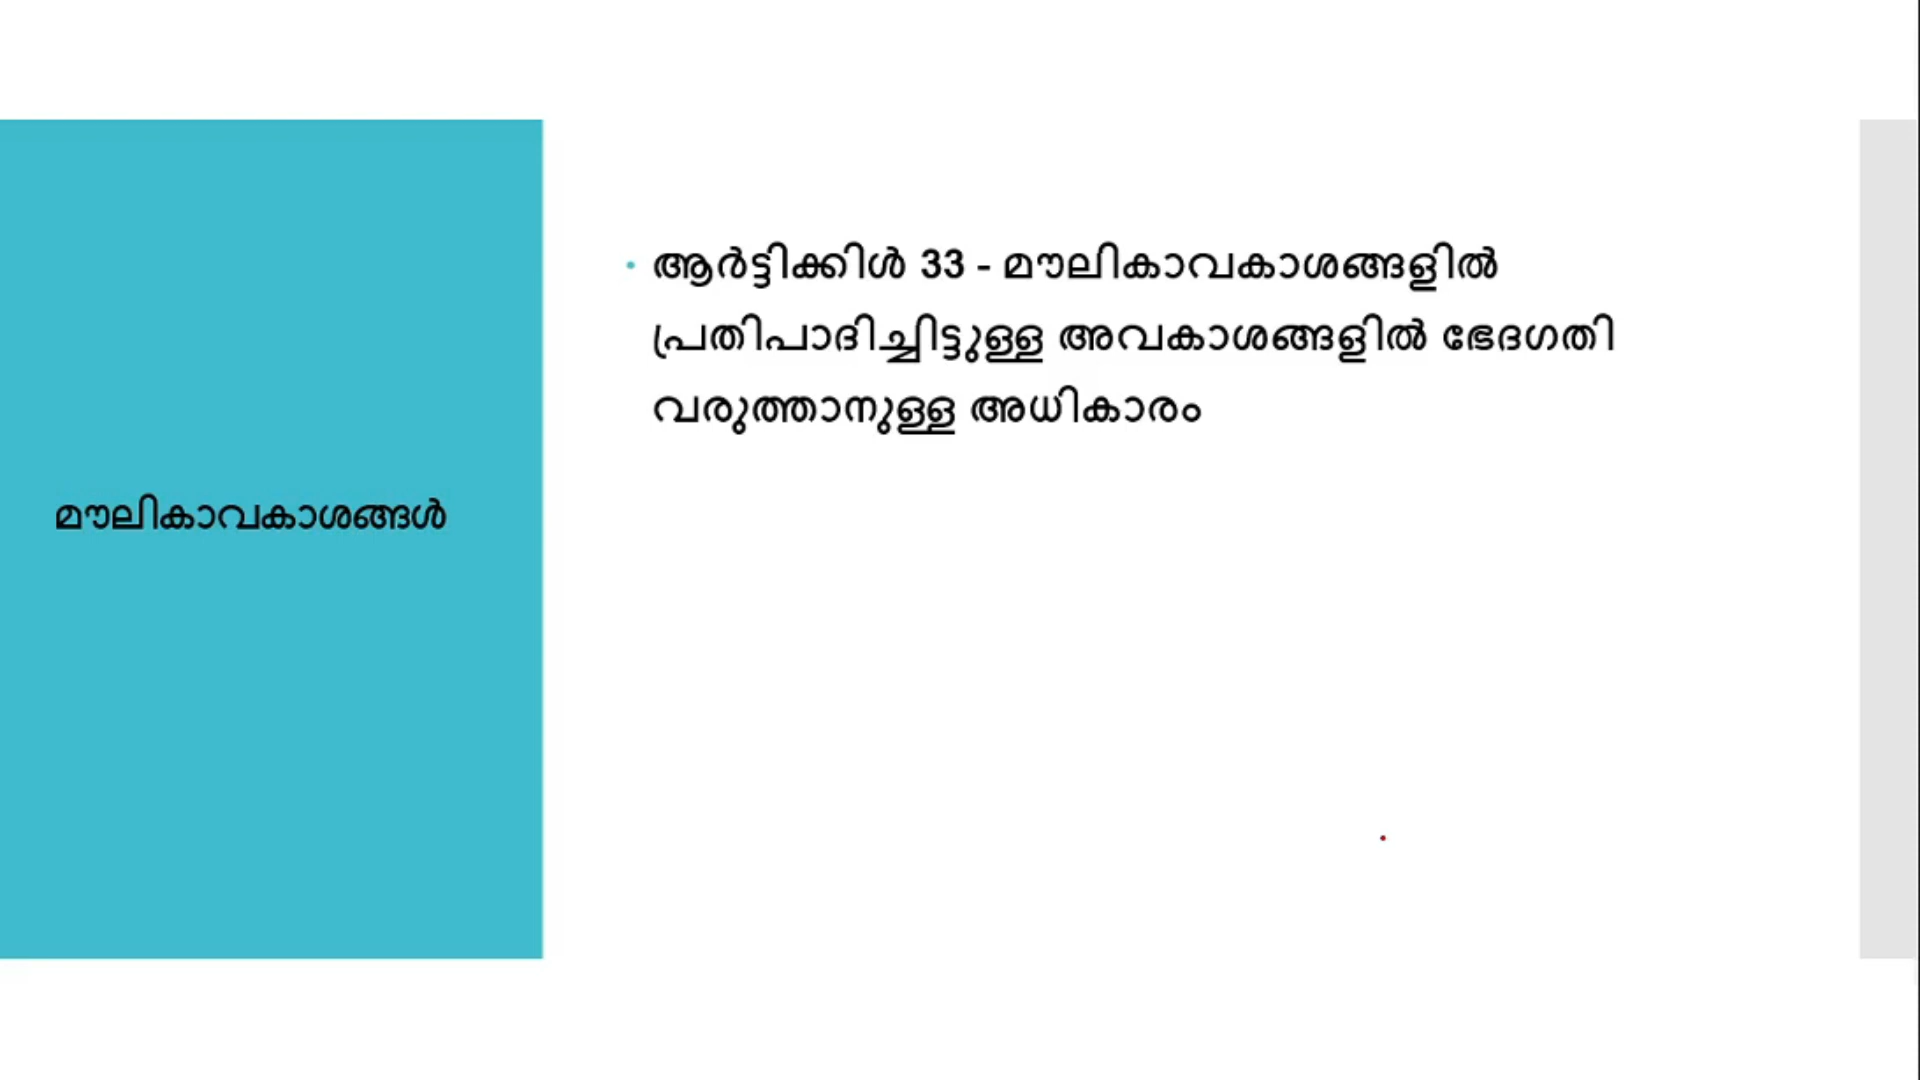 മൗലികാവകാശങ്ങൾ
• ആർട്ടിക്കിൾ 33 - മൗലികാവകാശങ്ങളിൽ
പ്രതിപാദിച്ചിട്ടുള്ള അവകാശങ്ങളിൽ ഭേദഗതി
വരുത്താനുള്ള അധികാരം